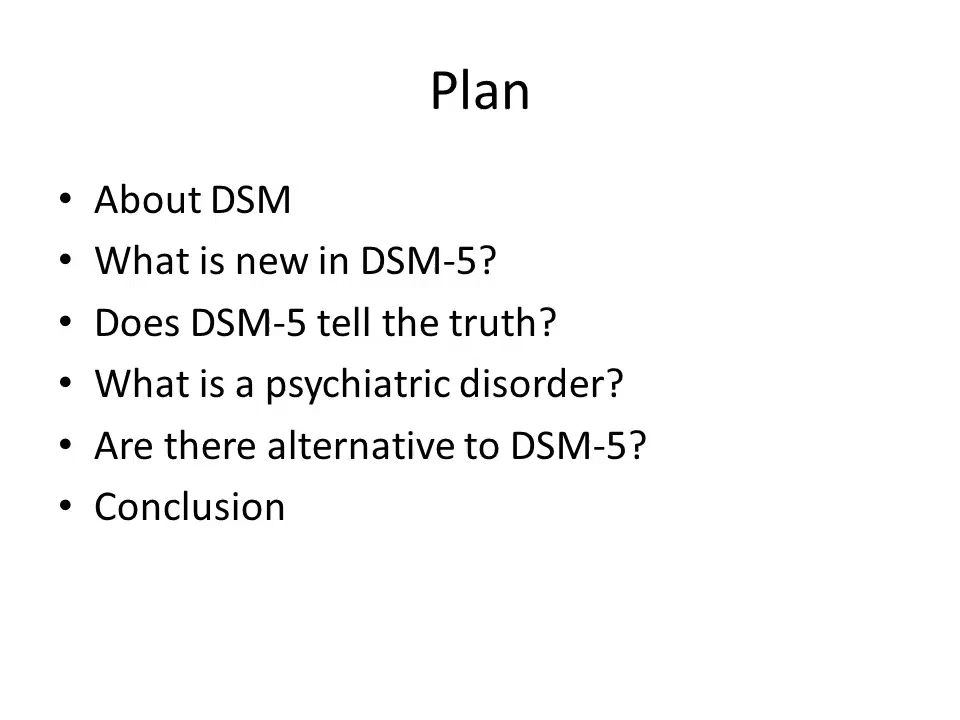 Plan
• About DSM
• What is new in DSM-5?
• Does DSM-5 tell the truth?
• What is a psychiatric disorder?
• Are there alternative to DSM-5?
• Conclusion